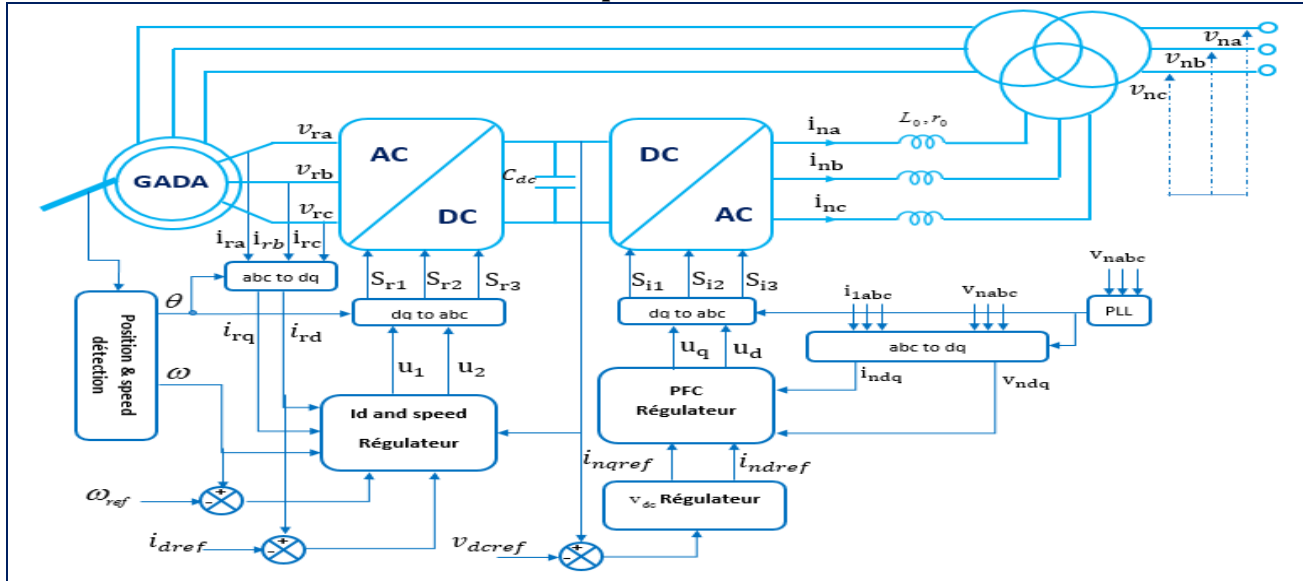 v_na
v_nb
v_nc
v_ra
v_rb
v_rc
GADA
AC
DC
C_dc
DC
AC
i_na
i_nb
i_nc
L_0, r_0
i_ra i_rb i_rc
abc to dq
S_r1 S_r2 S_r3
dq to abc
S_i1 S_i2 S_i3
dq to abc
i_1abc
v_nabc
v_nabc
PLL
abc to dq
Position & speed
détection
θ
ω
i_rq i_rd
u_1 u_2
u_q u_d
i_ndq
v_ndq
Id and speed
Régulateur
PFC
Régulateur
i_nqref i_ndref
v_dc Régulateur
ω_ref
+
-
i_dref
+
-
v_dcref
+
-